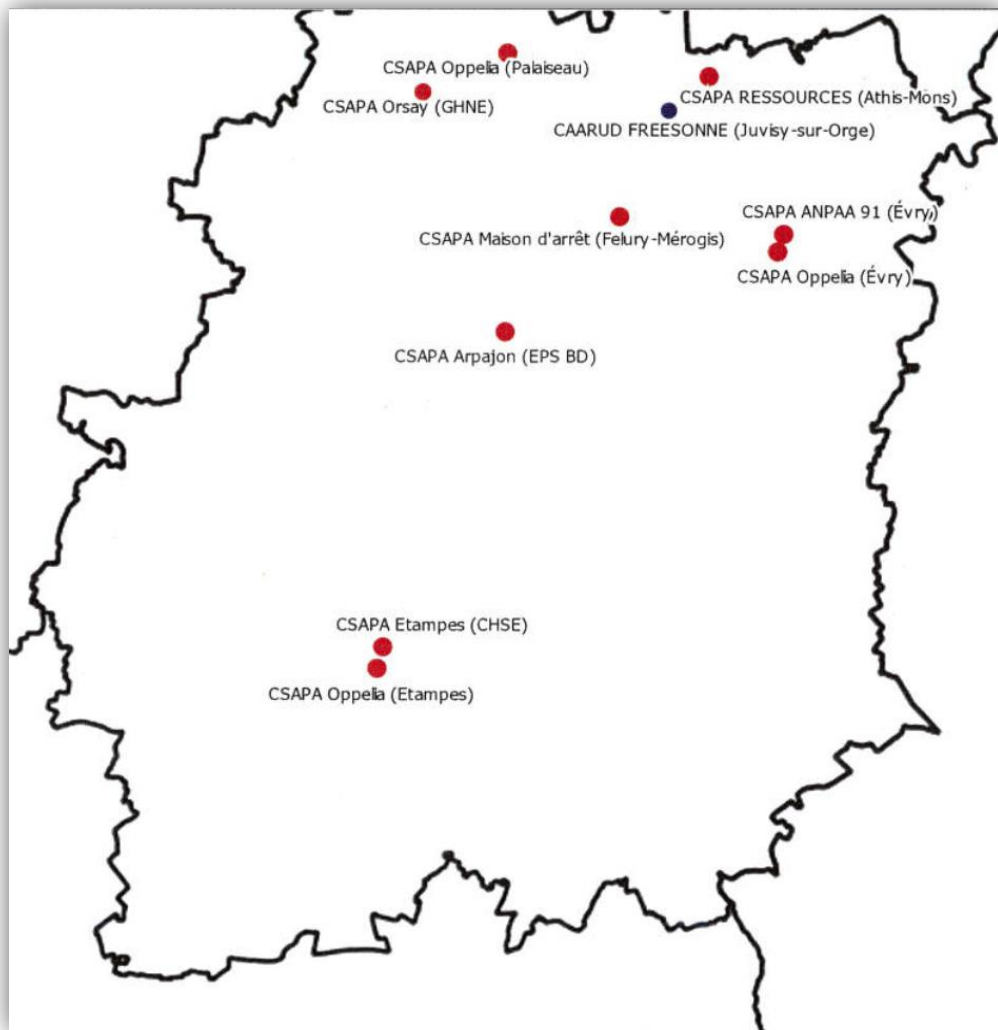 CSAPA Oppelia (Palaiseau)
CSAPA RESSOURCES (Athis-Mons)
CSAPA Orsay (GHNE)
CAARUD FREESONNE (Juvisy-sur-Orge)
CSAPA ANPAA 91 (Évry)
CSAPA Maison d'arrêt (Felury-Mérogis)
CSAPA Oppelia (Évry)
CSAPA Arpajon (EPS BD)
CSAPA Etampes (CHSE)
CSAPA Oppelia (Etampes)